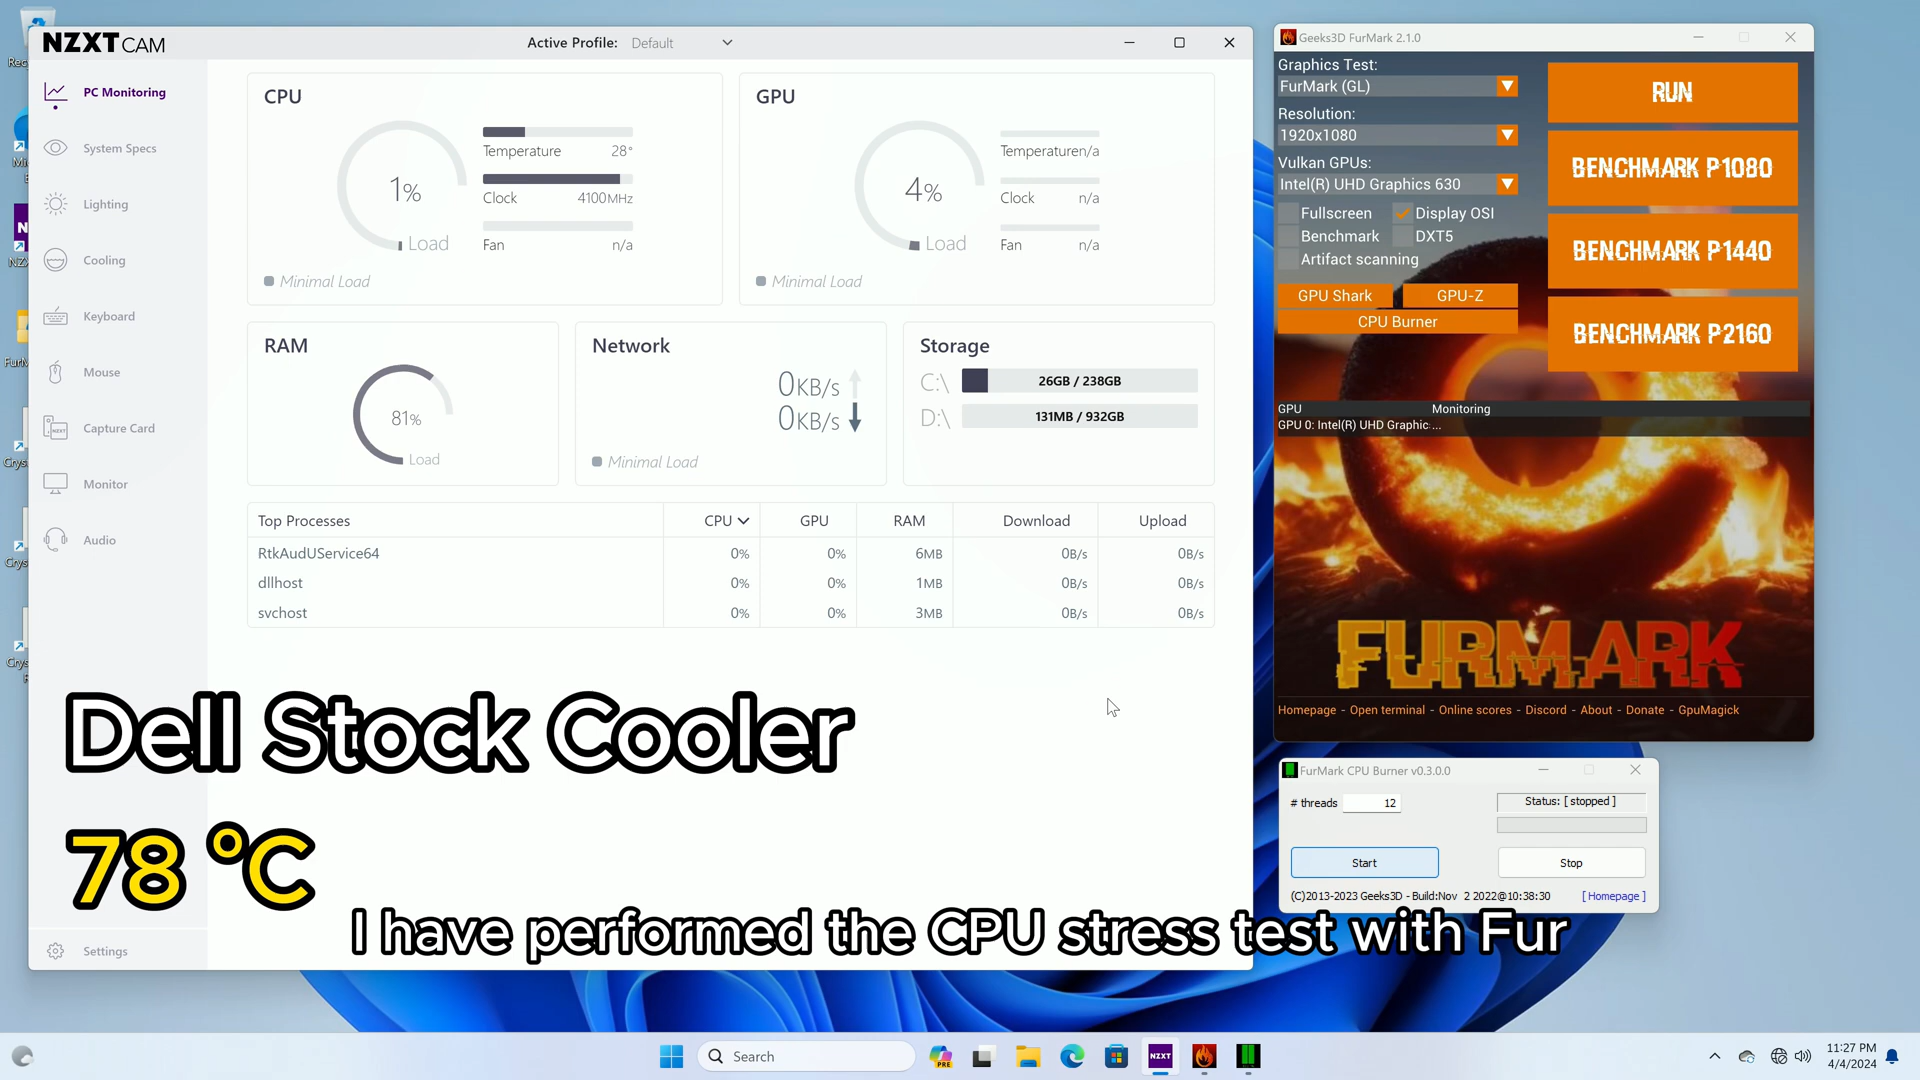 NZXT CAM
Active Profile: Default
PC Monitoring
System Specs
Lighting
Cooling
Keyboard
Mouse
Capture Card
Monitor
Audio
Settings
CPU
1%
Load
Temperature 28°
Clock 4100MHz
Fan n/a
Minimal Load
GPU
4%
Load
Temperature n/a
Clock n/a
Fan n/a
Minimal Load
RAM
81%
Load
Network
0KB/s
0KB/s
Minimal Load
Storage
C:\ 26GB / 238GB
D:\ 131MB / 932GB
Top Processes CPU GPU RAM Download Upload
RtkAudUService64 0% 0% 6MB 0B/s 0B/s
dllhost 0% 0% 1MB 0B/s 0B/s
svchost 0% 0% 3MB 0B/s 0B/s
Dell Stock Cooler
78 °C
I have performed the CPU stress test with Fur
Geeks3D FurMark 2.1.0
Graphics Test:
FurMark (GL)
Resolution:
1920x1080
Vulkan GPUs:
Intel(R) UHD Graphics 630
Fullscreen Display OSI
Benchmark DXT5
Artifact scanning
GPU Shark GPU-Z
CPU Burner
RUN
BENCHMARK P1080
BENCHMARK P1440
BENCHMARK P2160
GPU Monitoring
GPU 0: Intel(R) UHD Graphic...
FURMARK
Homepage - Open terminal - Online scores - Discord - About - Donate - GpuMagick
FurMark CPU Burner v0.3.0.0
# threads 12
Status: [ stopped ]
Start Stop
(C)2013-2023 Geeks3D - Build:Nov 2 2022@10:38:30 [ Homepage ]
Search
PRE
NZXT
11:27 PM
4/4/2024